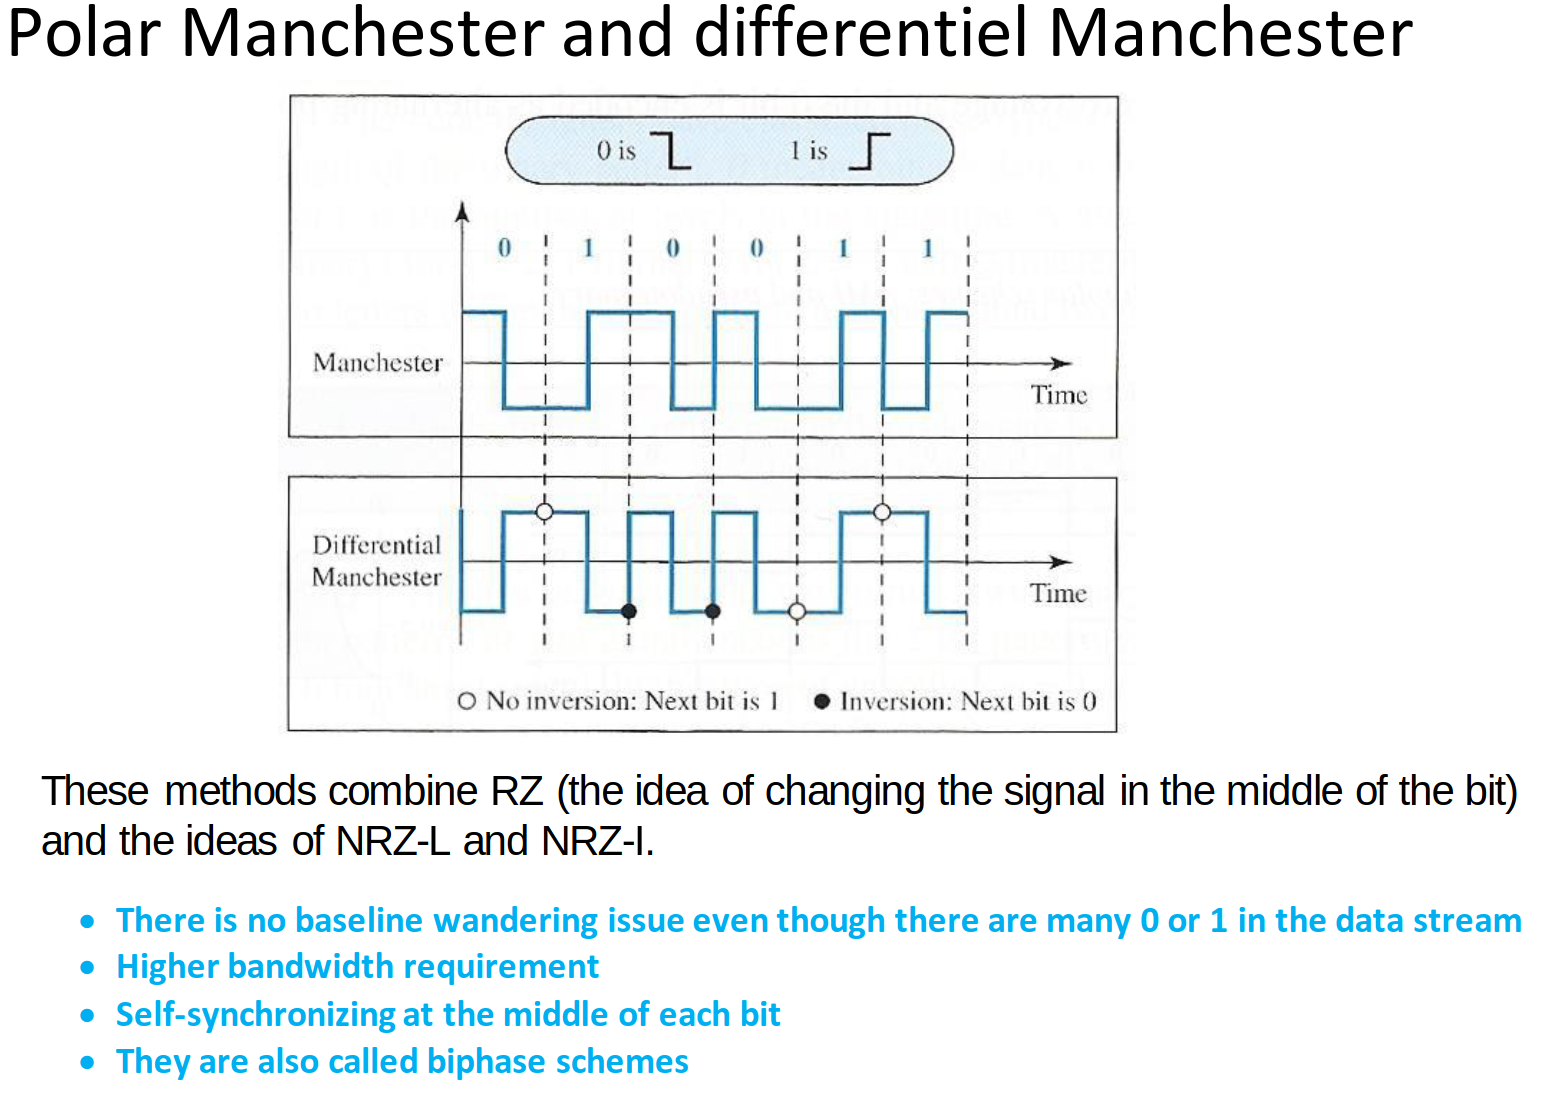 Polar Manchester and differentiel Manchester
0 is 1 is
0 1 0 0 1 1
Manchester
Time
Differential
Manchester
Time
No inversion: Next bit is 1 Inversion: Next bit is 0
These methods combine RZ (the idea of changing the signal in the middle of the bit)
and the ideas of NRZ-L and NRZ-I.
• There is no baseline wandering issue even though there are many 0 or 1 in the data stream
• Higher bandwidth requirement
• Self-synchronizing at the middle of each bit
• They are also called biphase schemes